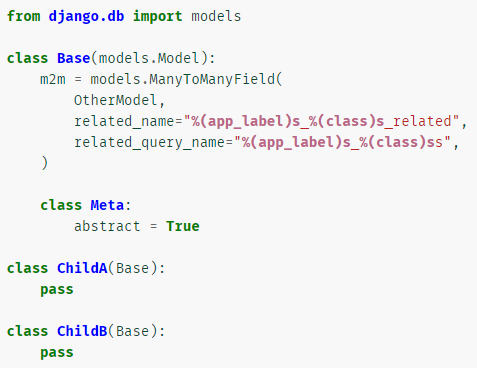 from django.db import models
class Base(models.Model):
    m2m = models.ManyToManyField(
        OtherModel,
        related_name="%(app_label)s_%(class)s_related",
        related_query_name="%(app_label)s_%(class)ss",
    )
    class Meta:
        abstract = True
class ChildA(Base):
    pass
class ChildB(Base):
    pass